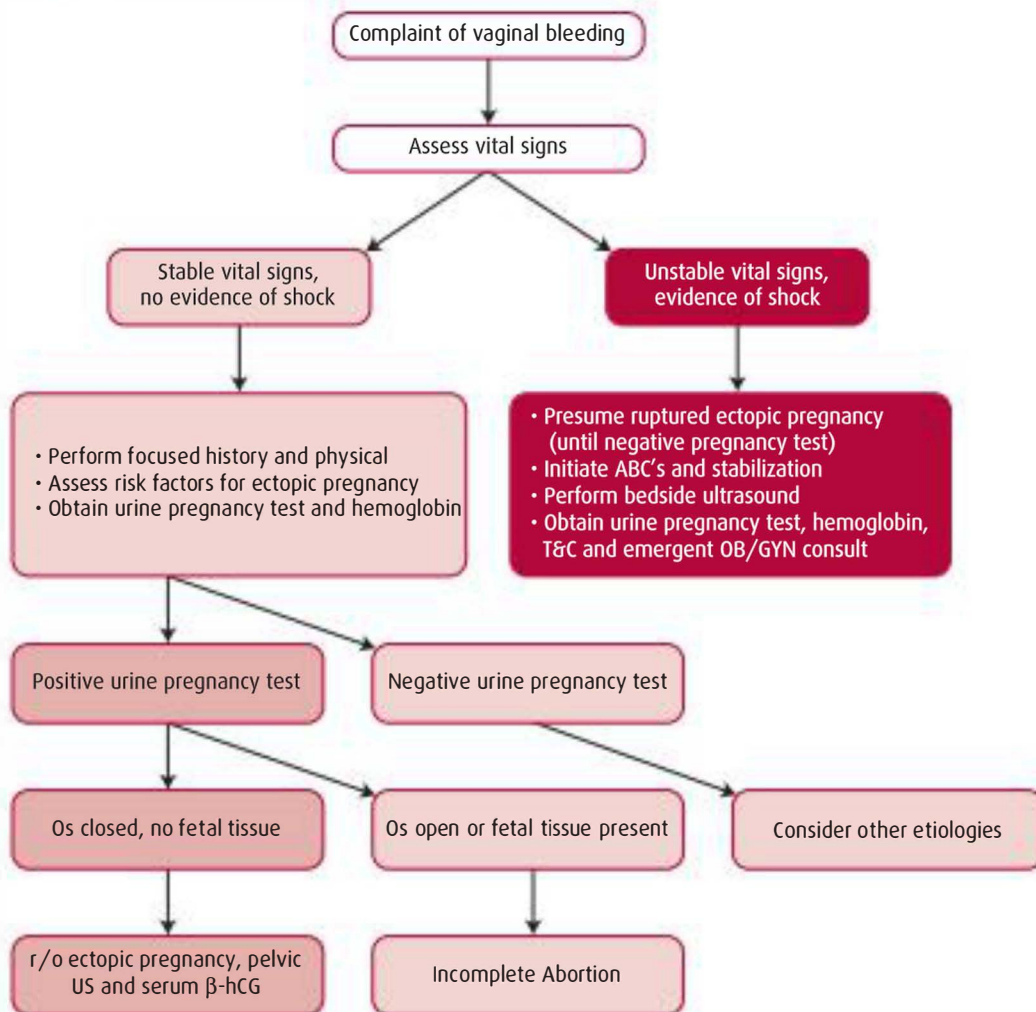 Complaint of vaginal bleeding
Assess vital signs
Stable vital signs,
no evidence of shock
Unstable vital signs,
evidence of shock
• Perform focused history and physical
• Assess risk factors for ectopic pregnancy
• Obtain urine pregnancy test and hemoglobin
• Presume ruptured ectopic pregnancy
(until negative pregnancy test)
• Initiate ABC's and stabilization
• Perform bedside ultrasound
• Obtain urine pregnancy test, hemoglobin,
T&C and emergent OB/GYN consult
Positive urine pregnancy test
Negative urine pregnancy test
Os closed, no fetal tissue
Os open or fetal tissue present
Consider other etiologies
r/o ectopic pregnancy, pelvic
US and serum β-hCG
Incomplete Abortion